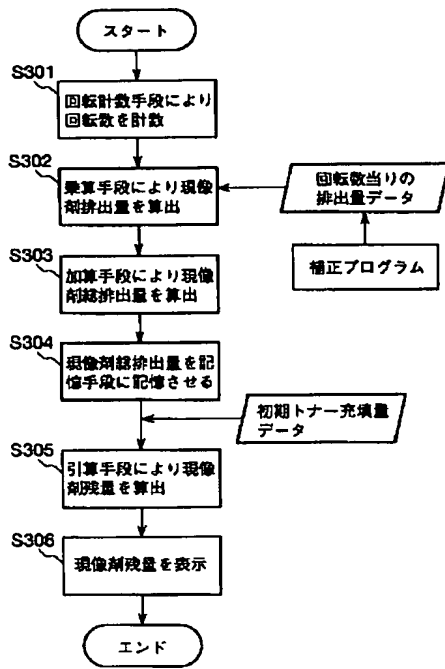 スタート
S301
回転計数手段により
回転数を計数
S302
乗算手段により現像
剤排出量を算出
回転数当りの
排出量データ
補正プログラム
S303
加算手段により現像
剤総排出量を算出
S304
現像剤総排出量を記
憶手段に記憶させる
初期トナー充填量
データ
S305
引算手段により現像
剤残量を算出
S306
現像剤残量を表示
エンド